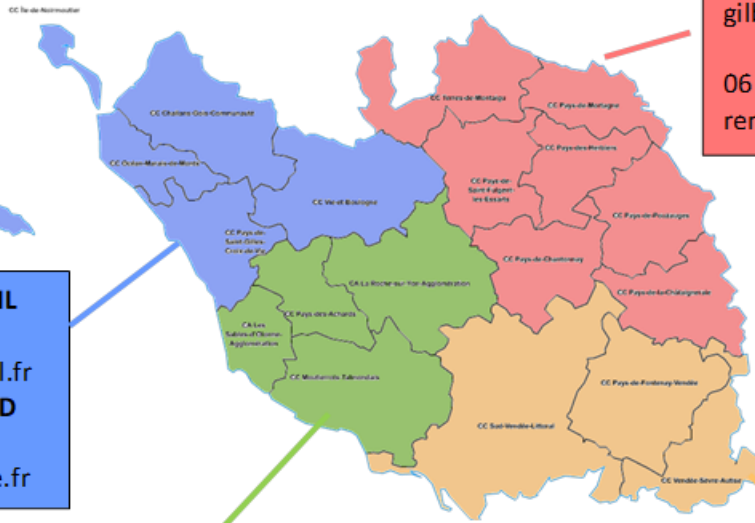 CC Île-de-Noirmoutier
gill
06
rer
CC Challans-Gois-Communauté
CC Terres-de-Montaigu
CC Pays-de-Mortagne
CC Océan-Marais-de-Monts
CC Pays-des-Herbiers
CC Pays-de-
Saint-Fulgent-
les-Essarts
CC Vie et Boulogne
CC Pays-de-Pouzauges
CC Pays-de-
Saint-Gilles-
Croix-de-Vie
CC Pays-de-Chantonnay
CA La Roche-sur-Yon-Agglomération
CC Pays-de-la-Châtaigneraie
IL
CC Pays-des-Achards
CA Les
Sables-d'Olonne-
Agglomération
l.fr
D
CC Moutierrois-Talmondais
CC Pays-de-Fontenay-Vendée
CC Sud-Vendée-Littoral
e.fr
CC Vendée-Sèvre-Autise